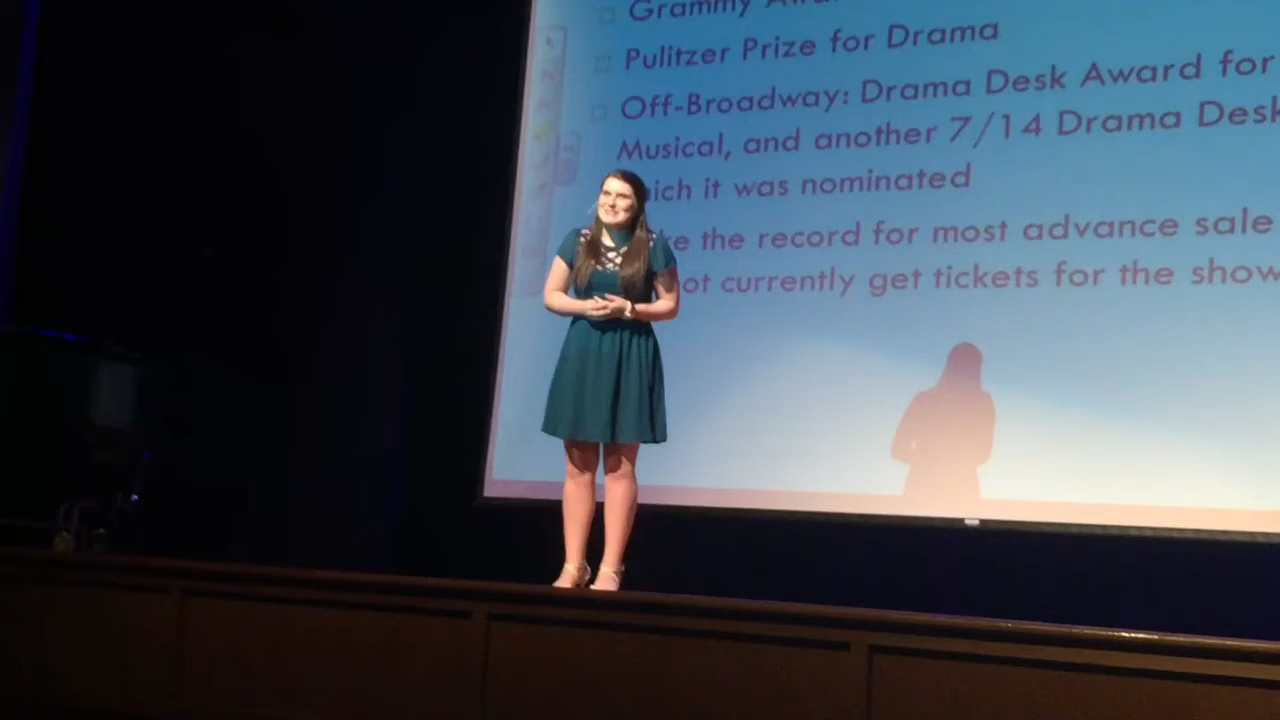 Grammy
Pulitzer Prize for Drama
Off-Broadway: Drama Desk Award for
Musical, and another 7/14 Drama Desk
it was nominated
the record for most advance sale
currently get tickets for the show